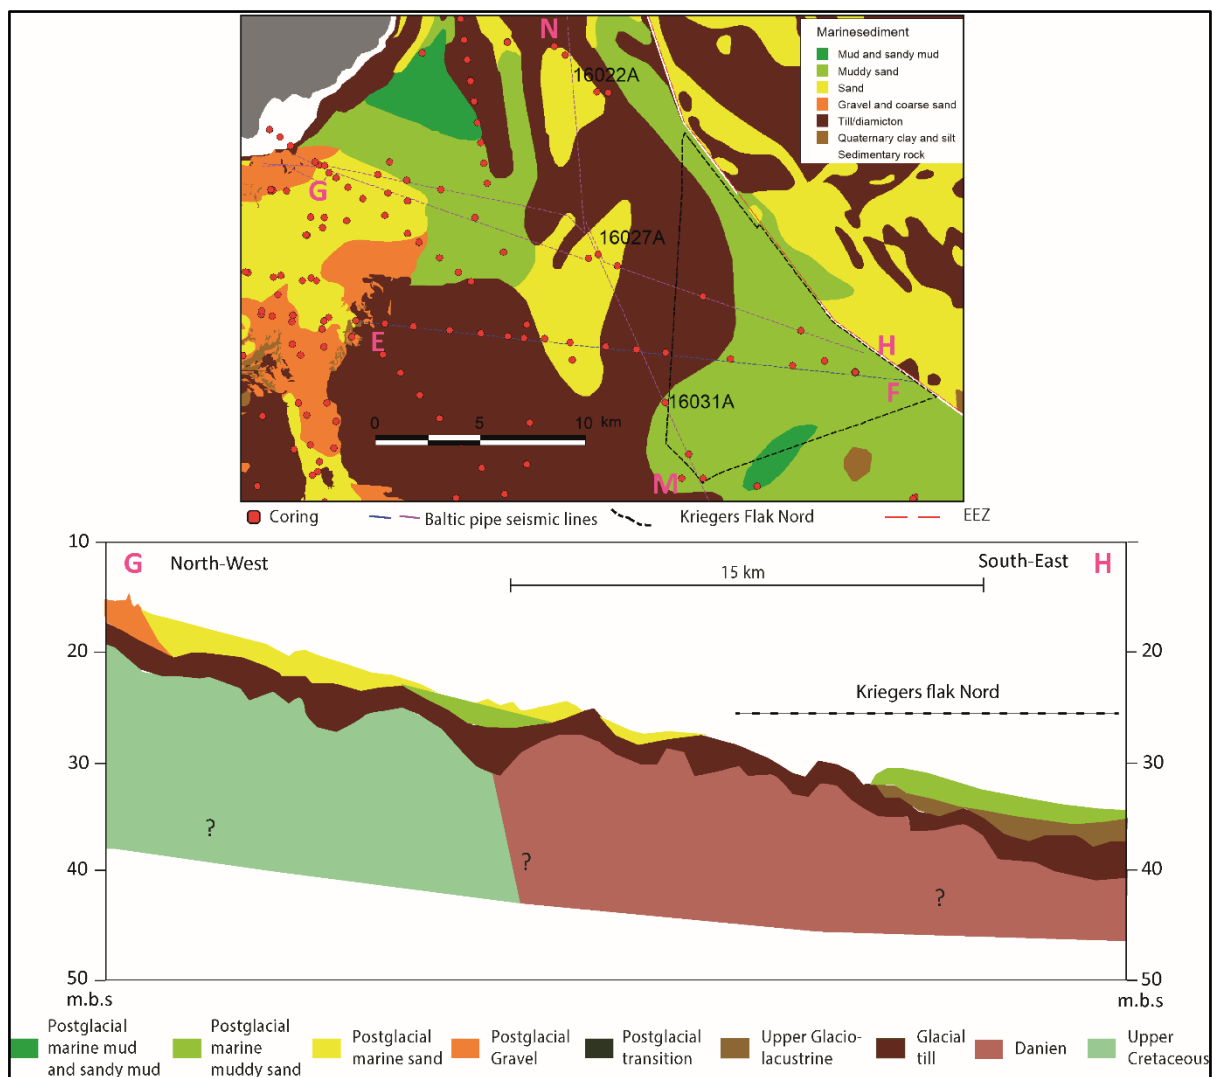 N
Marinesediment
Mud and sandy mud
Muddy sand
Sand
Gravel and coarse sand
Till/diamicton
Quaternary clay and silt
Sedimentary rock
16022A
G
16027A
E
H
F
16031A
0 5 10 km
M
Coring
Baltic pipe seismic lines
Kriegers Flak Nord
EEZ
10
G North-West
South-East H
15 km
20
20
Kriegers flak Nord
30
30
?
?
?
40
40
50
50
m.b.s
m.b.s
Postglacial
marine mud
and sandy mud
Postglacial
marine
muddy sand
Postglacial
marine sand
Postglacial
Gravel
Postglacial
transition
Upper Glacio-
lacustrine
Glacial
till
Danien
Upper
Cretaceous